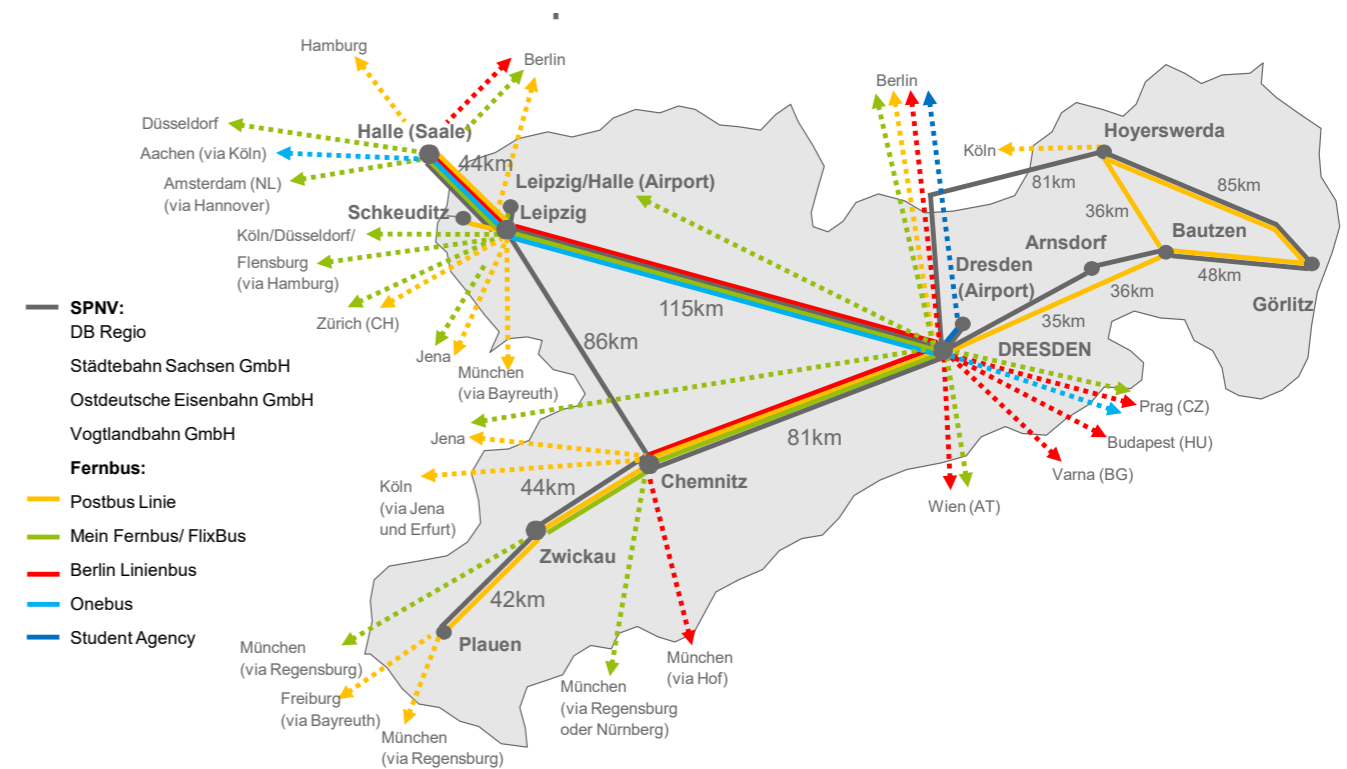 Hamburg
Berlin
Berlin
Düsseldorf
Halle (Saale)
Hoyerswerda
Aachen (via Köln)
44km
Köln
Amsterdam (NL)
(via Hannover)
Leipzig/Halle (Airport)
81km
85km
Schkeuditz
Leipzig
36km
Bautzen
Köln/Düsseldorf/
Arnsdorf
Flensburg
(via Hamburg)
Dresden
(Airport)
48km
36km
Görlitz
SPNV:
DB Regio
Städtebahn Sachsen GmbH
Ostdeutsche Eisenbahn GmbH
Vogtlandbahn GmbH
Fernbus:
Postbus Linie
Mein Fernbus/ FlixBus
Berlin Linienbus
Onebus
Student Agency
Zürich (CH)
115km
35km
86km
DRESDEN
Jena
München
(via Bayreuth)
Prag (CZ)
Jena
81km
Budapest (HU)
Varna (BG)
Köln
(via Jena
und Erfurt)
44km
Chemnitz
Wien (AT)
Zwickau
42km
Plauen
München
(via Regensburg)
München
(via Hof)
Freiburg
(via Bayreuth)
München
(via Regensburg
oder Nürnberg)
München
(via Regensburg)